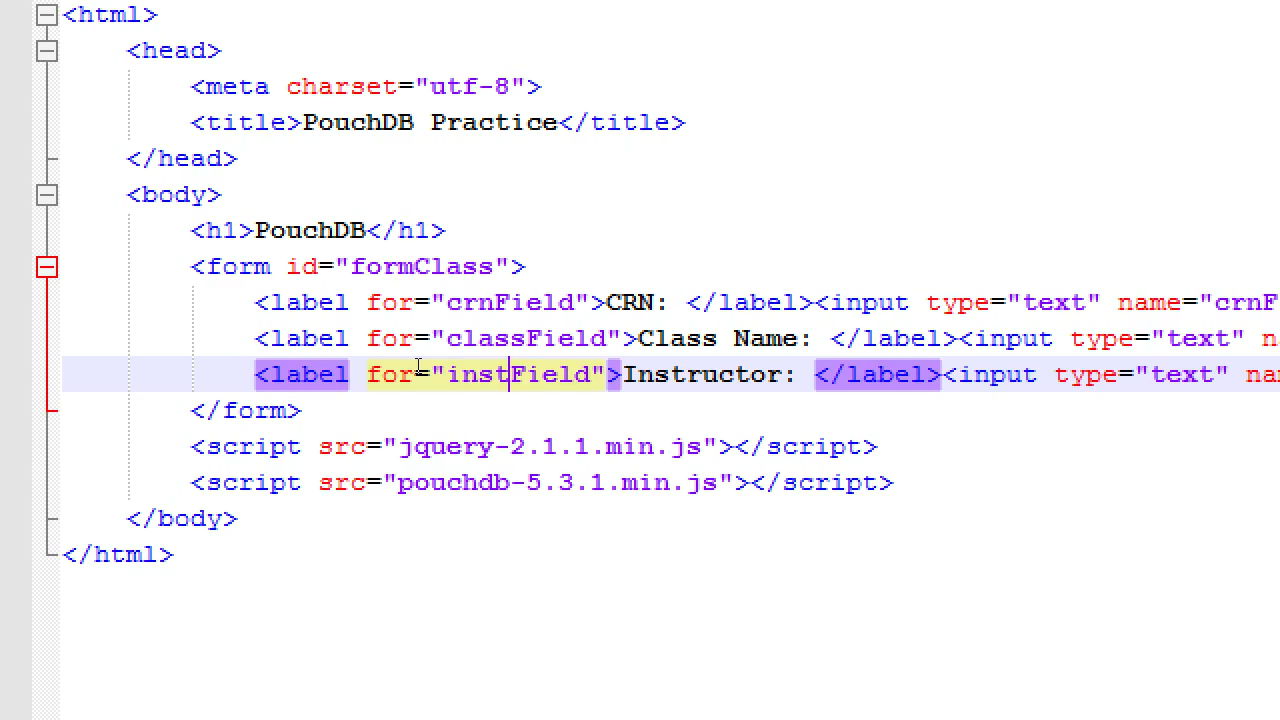 <html>
<head>
<meta charset="utf-8">
<title>PouchDB Practice</title>
</head>
<body>
<h1>PouchDB</h1>
<form id="formClass">
<label for="crnField">CRN: </label><input type="text" name="crnF
<label for="classField">Class Name: </label><input type="text" n
<label for="instField">Instructor: </label><input type="text" na
</form>
<script src="jquery-2.1.1.min.js"></script>
<script src="pouchdb-5.3.1.min.js"></script>
</body>
</html>